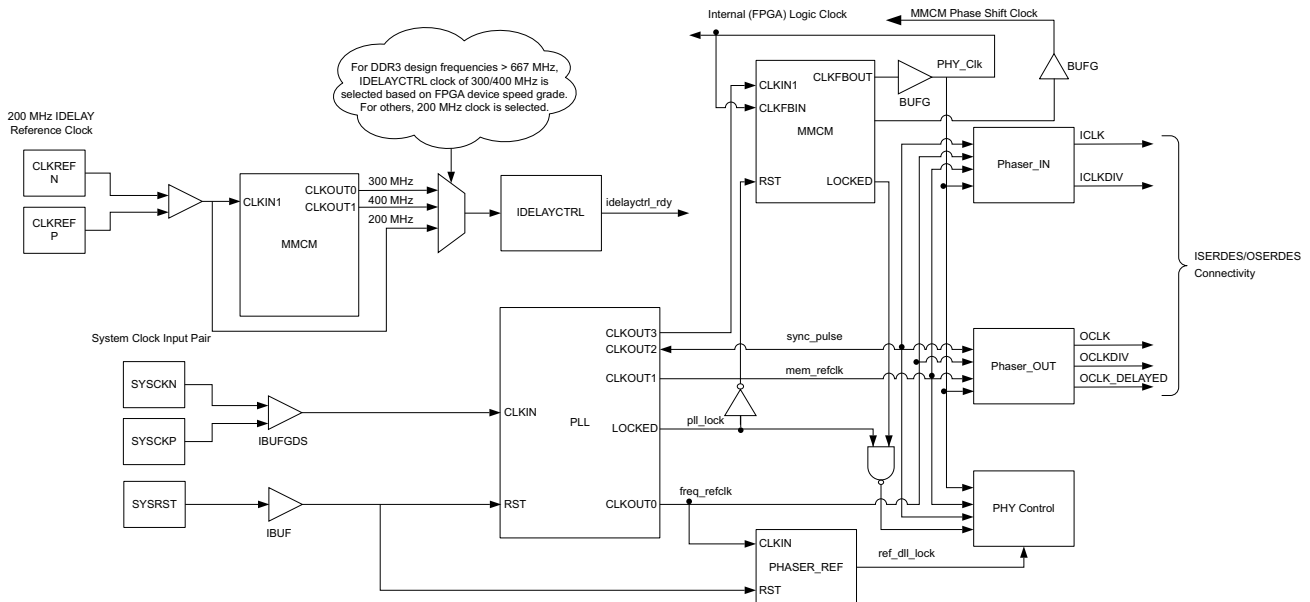 Internal (FPGA) Logic Clock
MMCM Phase Shift Clock
For DDR3 design frequencies > 667 MHz,
IDELAYCTRL clock of 300/400 MHz is
selected based on FPGA device speed grade.
For others, 200 MHz clock is selected.
CLKIN1
CLKFBIN
MMCM
RST
CLKFBOUT
LOCKED
BUFG
PHY_Clk
BUFG
200 MHz IDELAY
Reference Clock
CLKREF
N
CLKREF
P
CLKIN1
MMCM
CLKOUT0
CLKOUT1
300 MHz
400 MHz
200 MHz
IDELAYCTRL
idelayctrl_rdy
Phaser_IN
ICLK
ICLKDIV
ISERDES/OSERDES
Connectivity
System Clock Input Pair
SYSCKN
SYSCKP
IBUFGDS
SYSRST
IBUF
CLKIN
PLL
RST
CLKOUT3
CLKOUT2
CLKOUT1
LOCKED
CLKOUT0
sync_pulse
mem_refclk
pll_lock
freq_refclk
Phaser_OUT
OCLK
OCLKDIV
OCLK_DELAYED
PHY Control
CLKIN
PHASER_REF
RST
ref_dll_lock